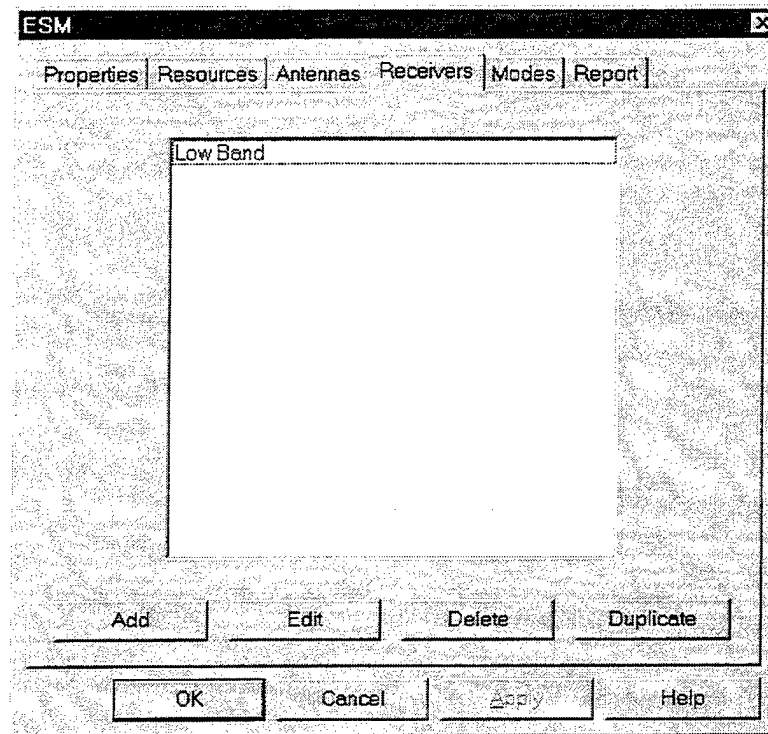 ESM
Properties Resources Antennas Receivers Modes Report
Low Band
Add Edit Delete Duplicate
OK Cancel Apply Help